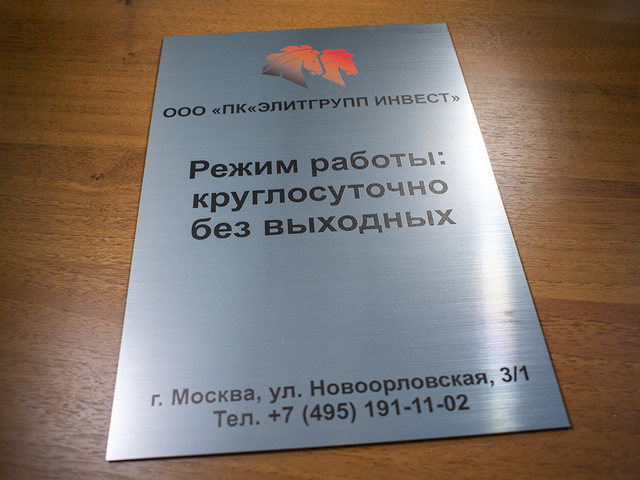 ООО «ПК«ЭЛИТГРУПП ИНВЕСТ»
Режим работы:
круглосуточно
без выходных
г. Москва, ул. Новоорловская, 3/1
Тел. +7 (495) 191-11-02